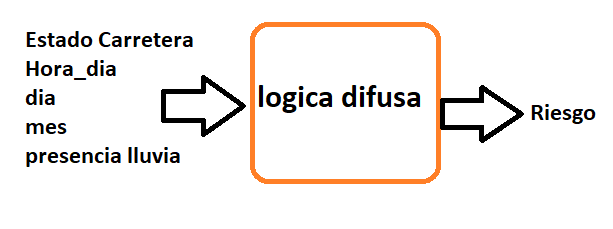 Estado Carretera
Hora_dia
dia
mes
presencia lluvia
logica difusa
Riesgo